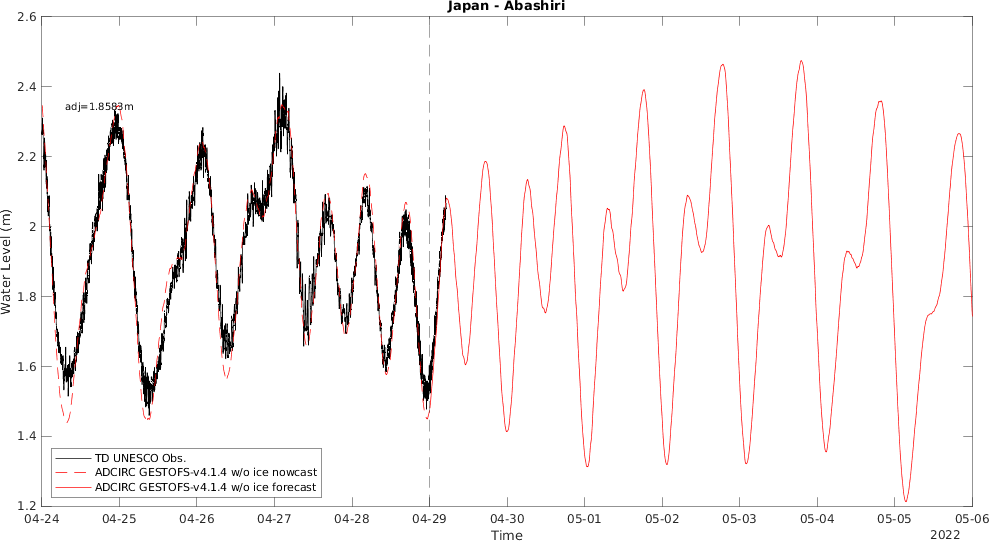 Japan - Abashiri
2.6
2.4
2.2
2
1.8
1.6
1.4
1.2
Water Level (m)
adj=1.8583m
TD UNESCO Obs.
ADCIRC GESTOFS-v4.1.4 w/o ice nowcast
ADCIRC GESTOFS-v4.1.4 w/o ice forecast
04-24 04-25 04-26 04-27 04-28 04-29 04-30 05-01 05-02 05-03 05-04 05-05 05-06
Time
2022